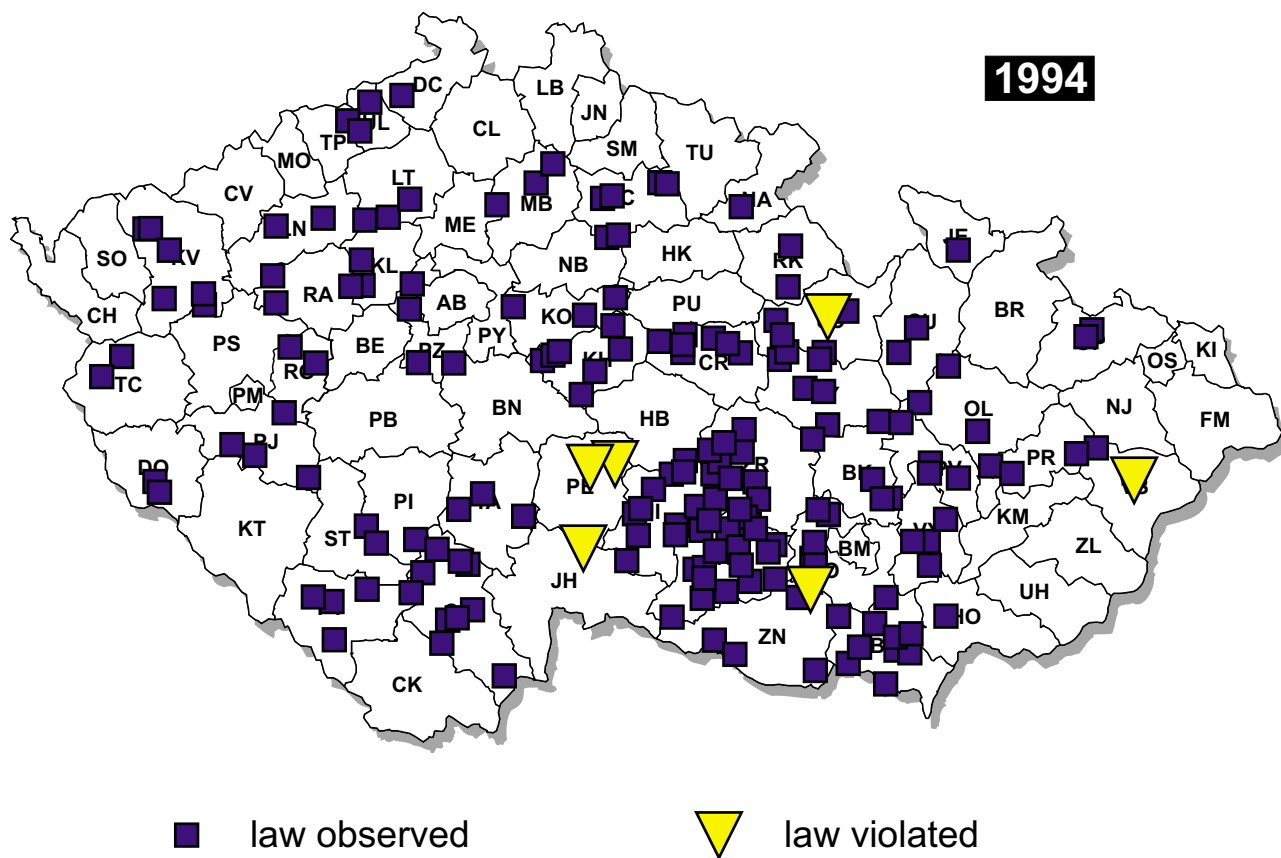 1994
DC
LB
JN
CL
SM
TU
TP
MO
CV
LT
MB
ME
SO
KV
NB
HK
RK
CH
RA
KL
AB
KO
PU
BR
PS
BE
PY
PZ
CR
OS
KI
TC
RO
PM
BN
HB
PB
OL
NJ
FM
PJ
DO
PR
PI
KT
ST
KM
BM
ZL
JH
UH
HO
ZN
CK
law observed
law violated